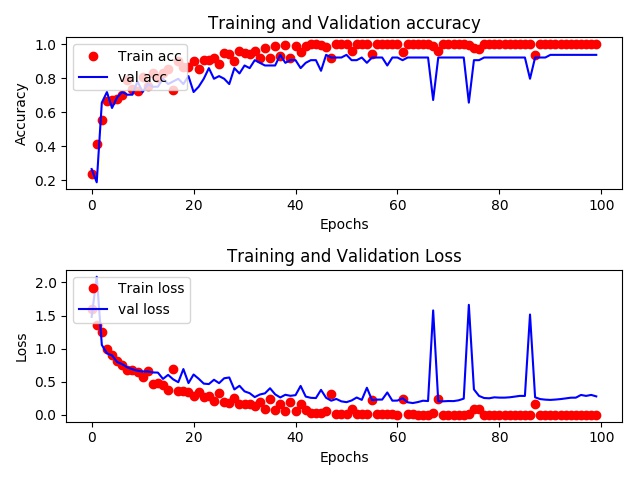 Training and Validation accuracy
1.0
0.8
0.6
0.4
0.2
Accuracy
Train acc
val acc
0 20 40 60 80 100
Epochs
Training and Validation Loss
2.0
1.5
1.0
0.5
0.0
Loss
Train loss
val loss
0 20 40 60 80 100
Epochs